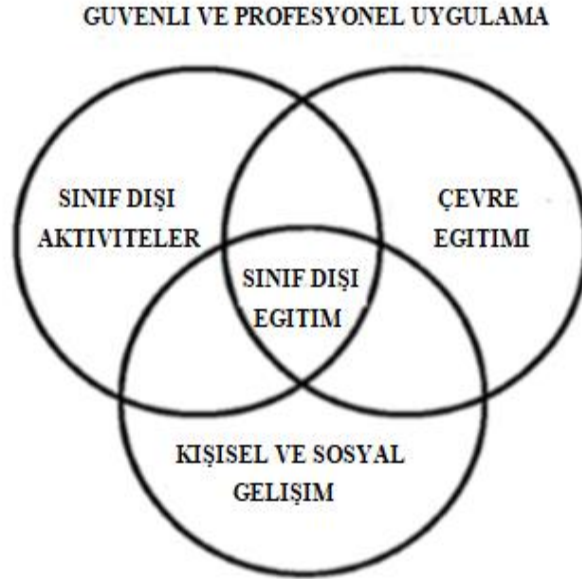 GUVENLI VE PROFESYONEL UYGULAMA
SINIF DIŞI
AKTIVITELER
ÇEVRE
EGITIMI
SINIF DIŞI
EGITIM
KIŞISEL VE SOSYAL
GELIŞIM